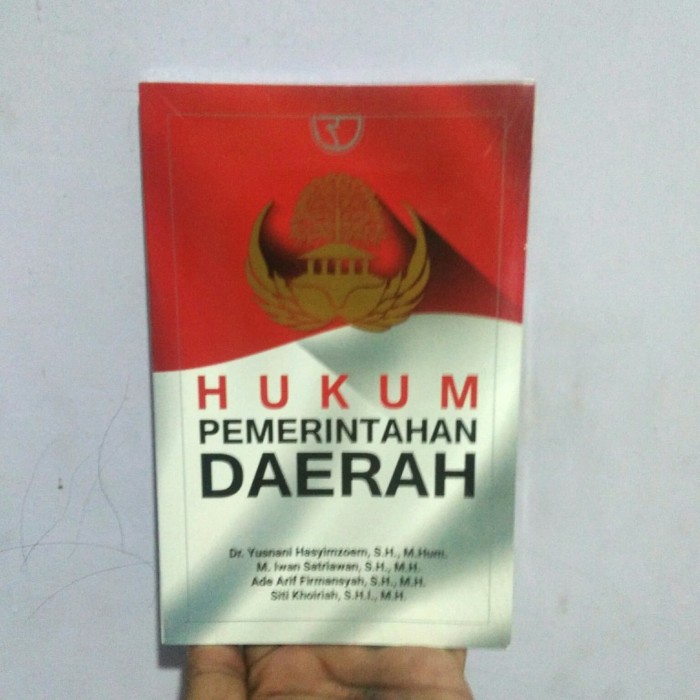 HUKUM
PEMERINTAHAN
DAERAH
Dr. Yusnani Hasyimzoem, S.H., M.Hum.
M. Iwan Satriawan, S.H., M.H.
Ade Arif Firmansyah, S.H., M.H.
Siti Khoiriah, S.H.I., M.H.